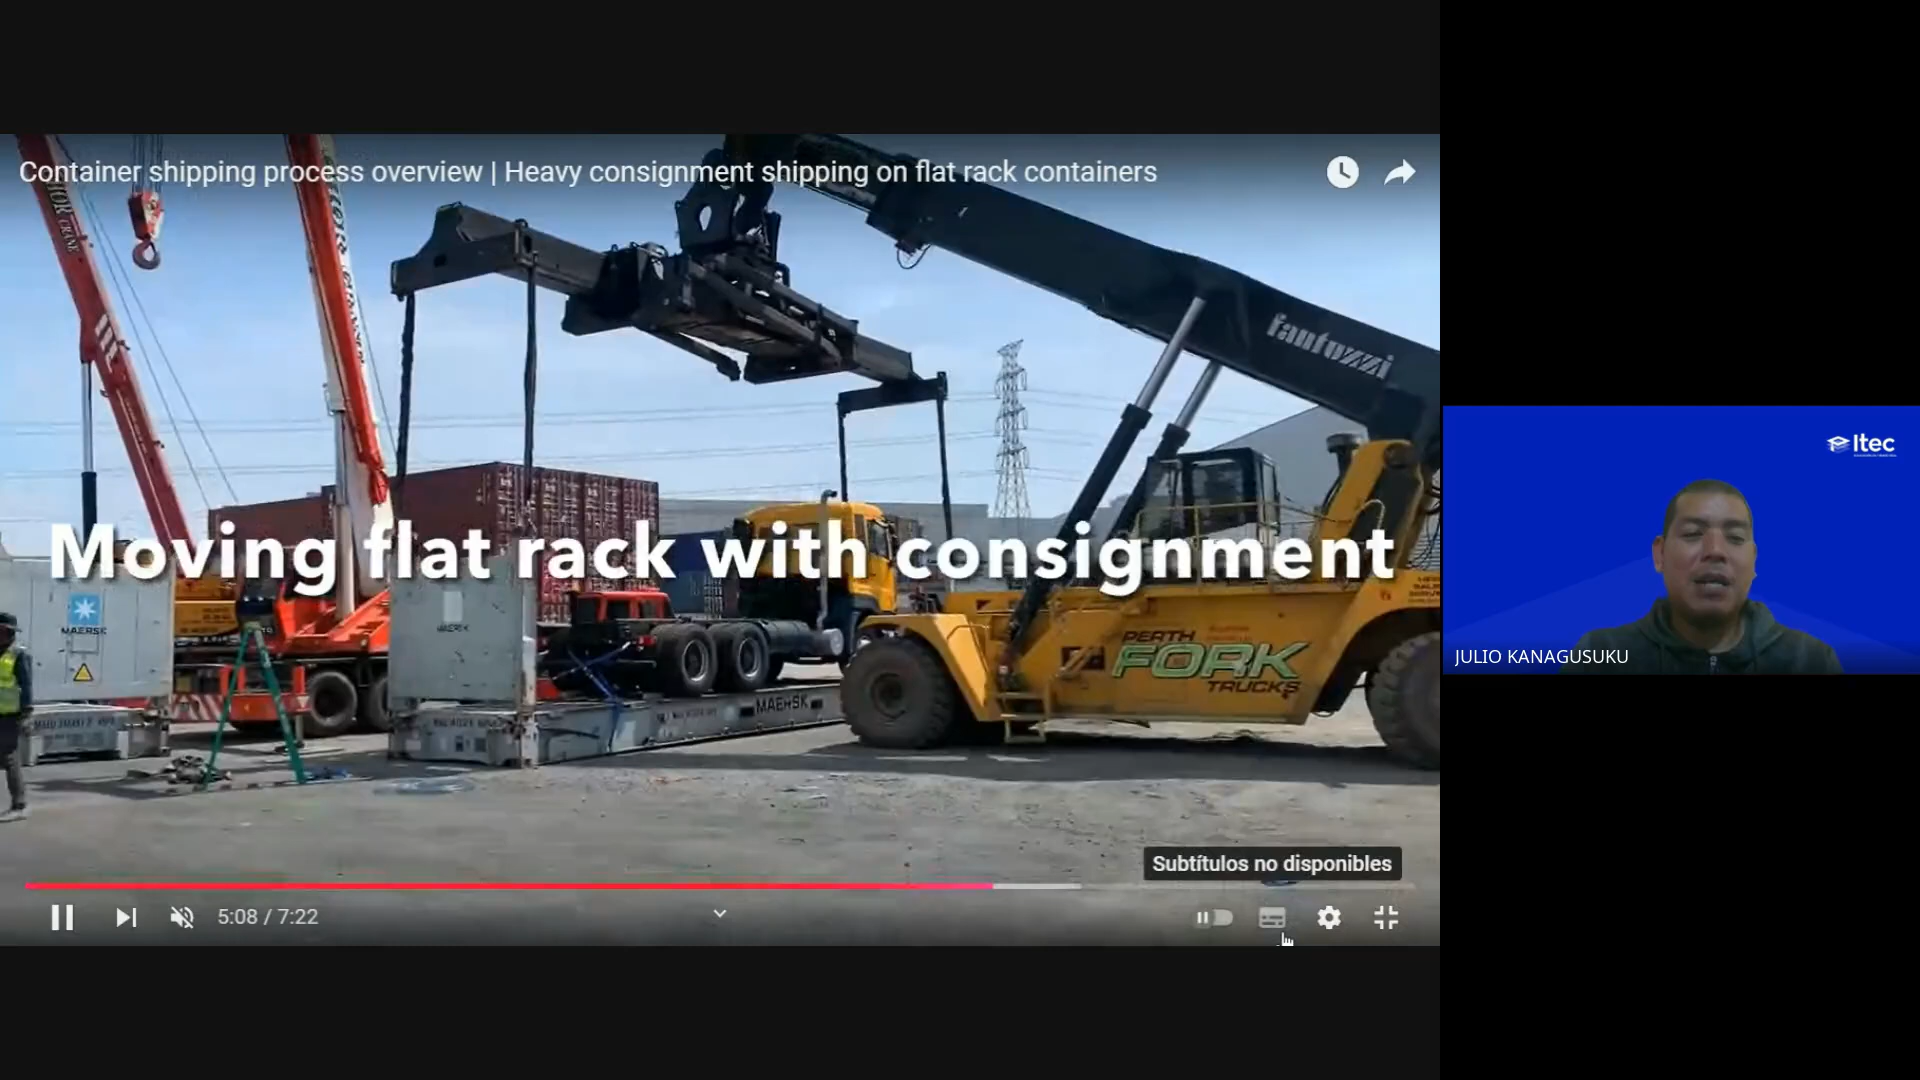 Container shipping process overview | Heavy consignment shipping on flat rack containers
fantuzzi
Itec
Moving flat rack with consignment
MAERSK
MAERSK
PERTH
FORK
TRUCKS
MAERSK
JULIO KANAGUSUKU
Subtítulos no disponibles
5:08 / 7:22